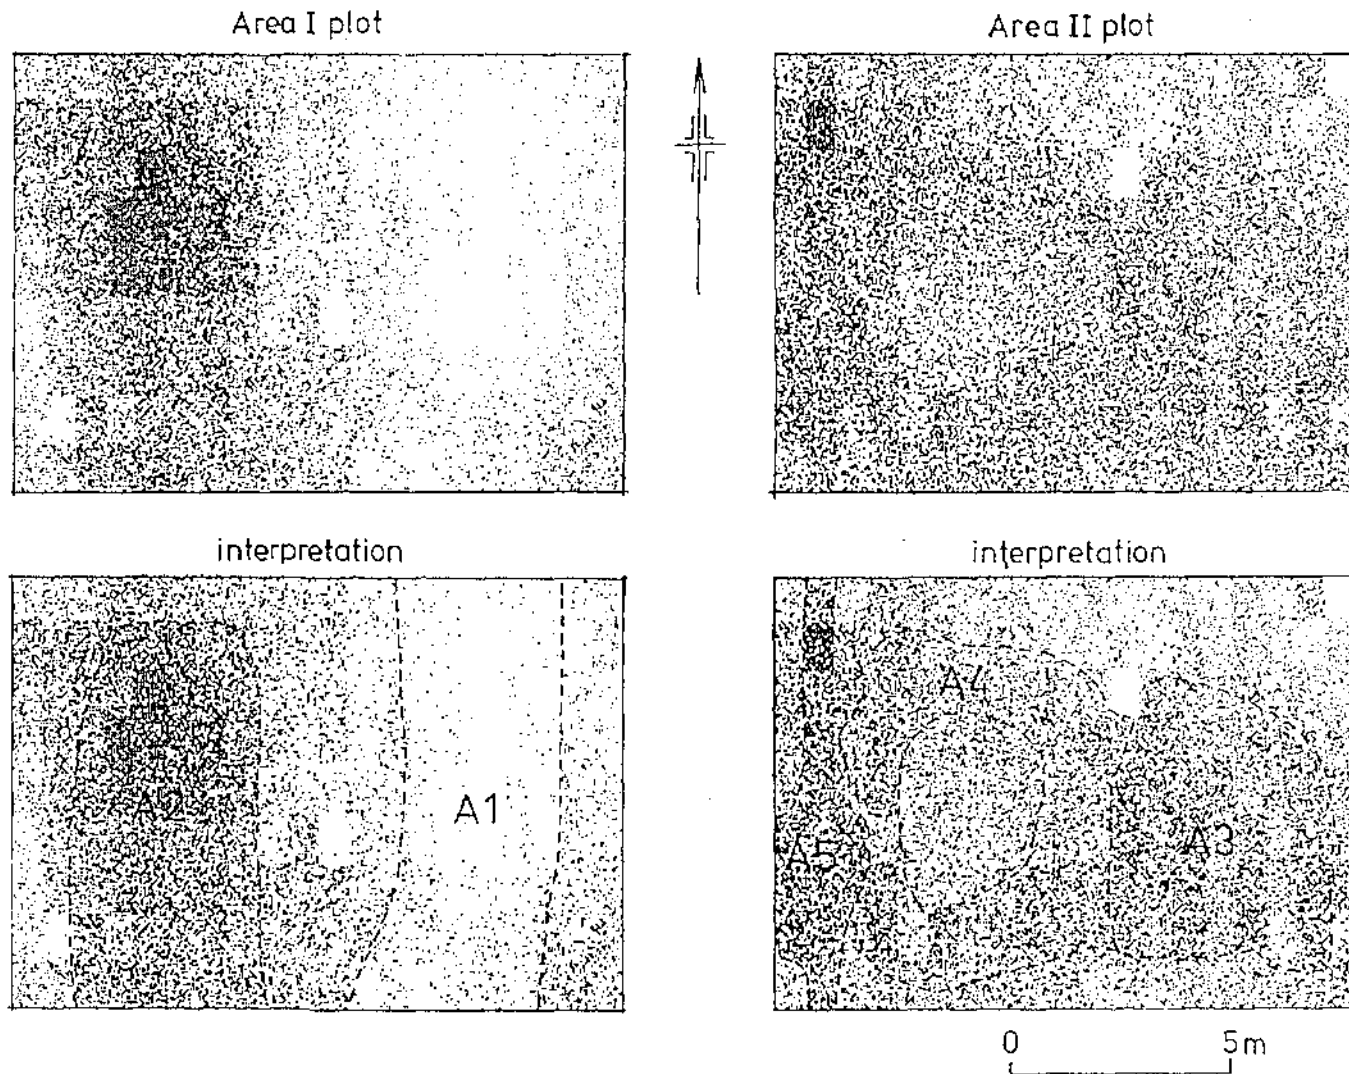 Area I plot
Area II plot
interpretation
interpretation
A2
A1
A4
A5
A3
0 5m